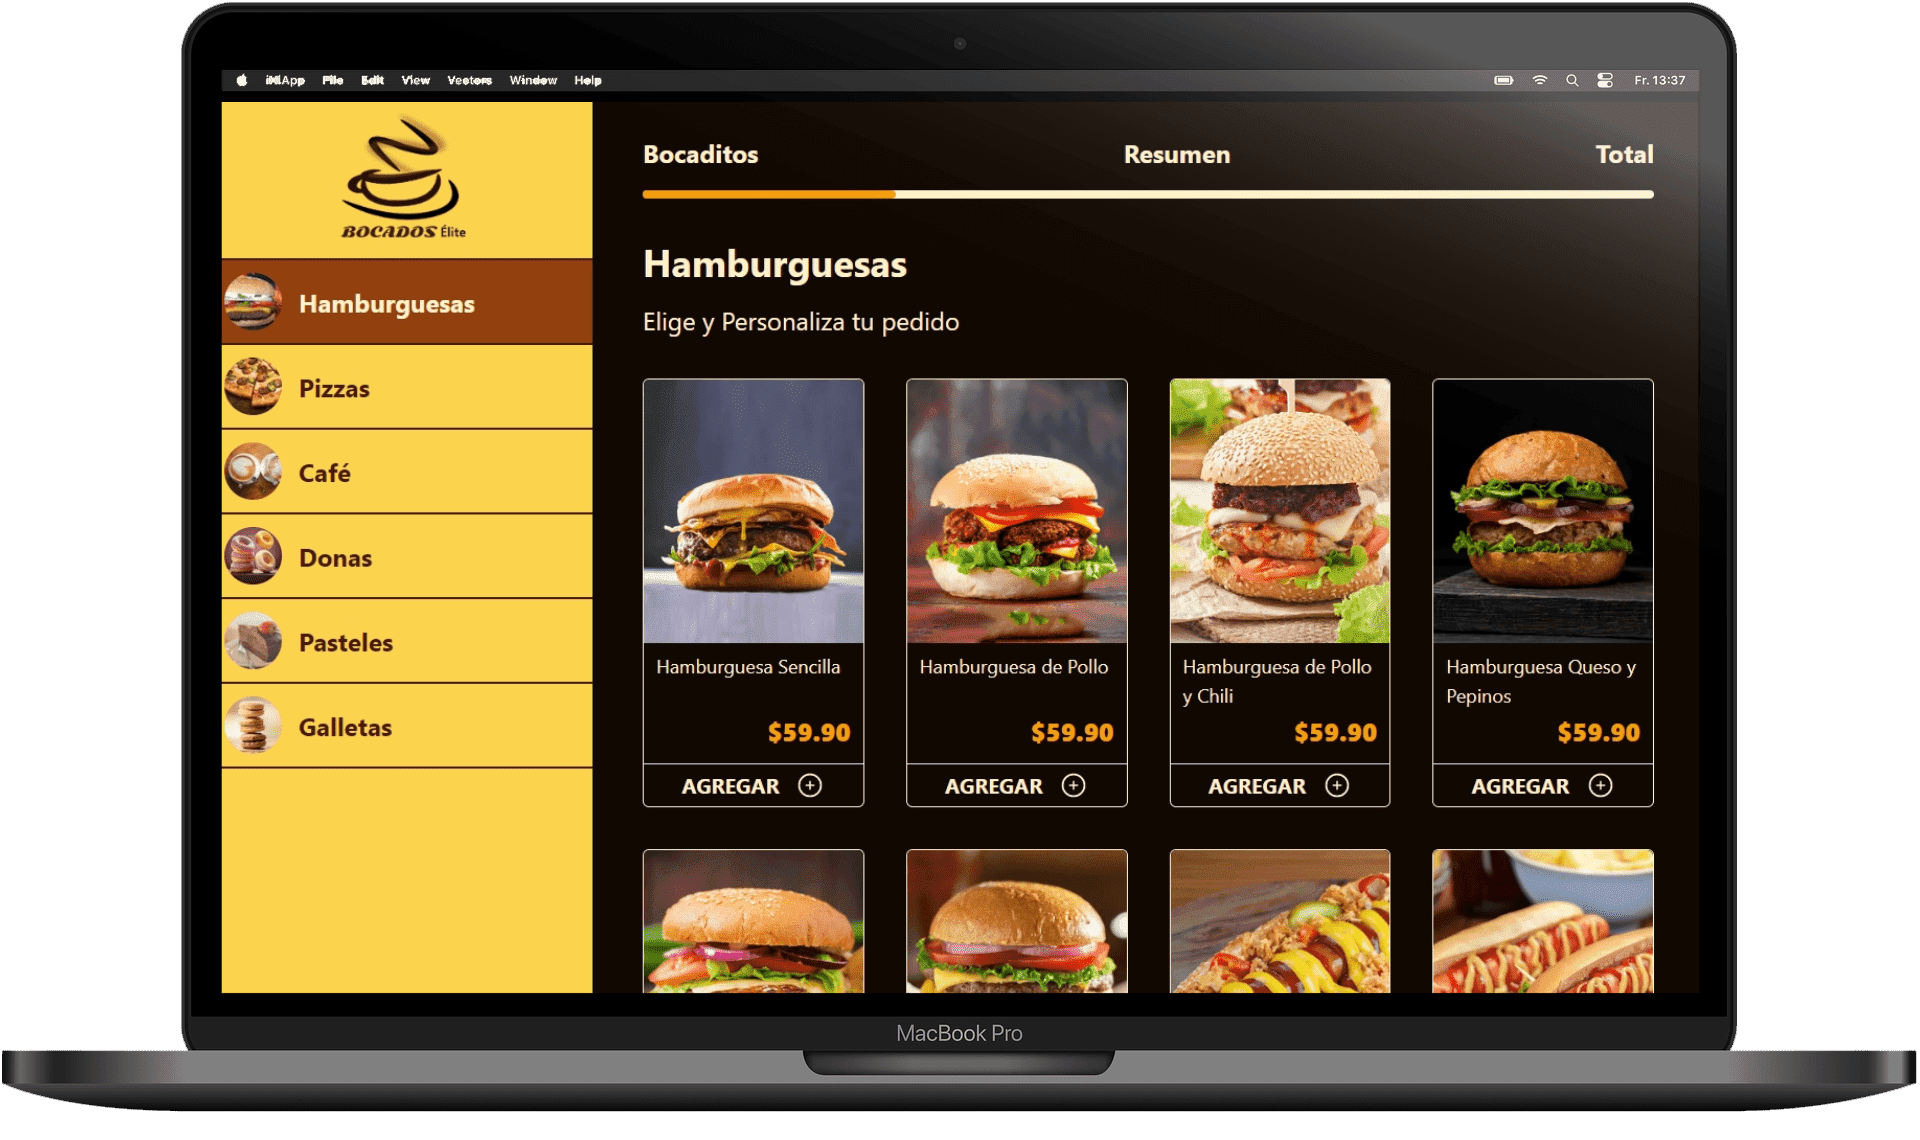 iMiApp File Edit View Vectors Window Help
Fr. 13:37
BOCADOS Élite
Hamburguesas
Pizzas
Café
Donas
Pasteles
Galletas
Bocaditos Resumen Total
Hamburguesas
Elige y Personaliza tu pedido
Hamburguesa Sencilla
$59.90
AGREGAR
Hamburguesa de Pollo
$59.90
AGREGAR
Hamburguesa de Pollo
y Chili
$59.90
AGREGAR
Hamburguesa Queso y
Pepinos
$59.90
AGREGAR
MacBook Pro